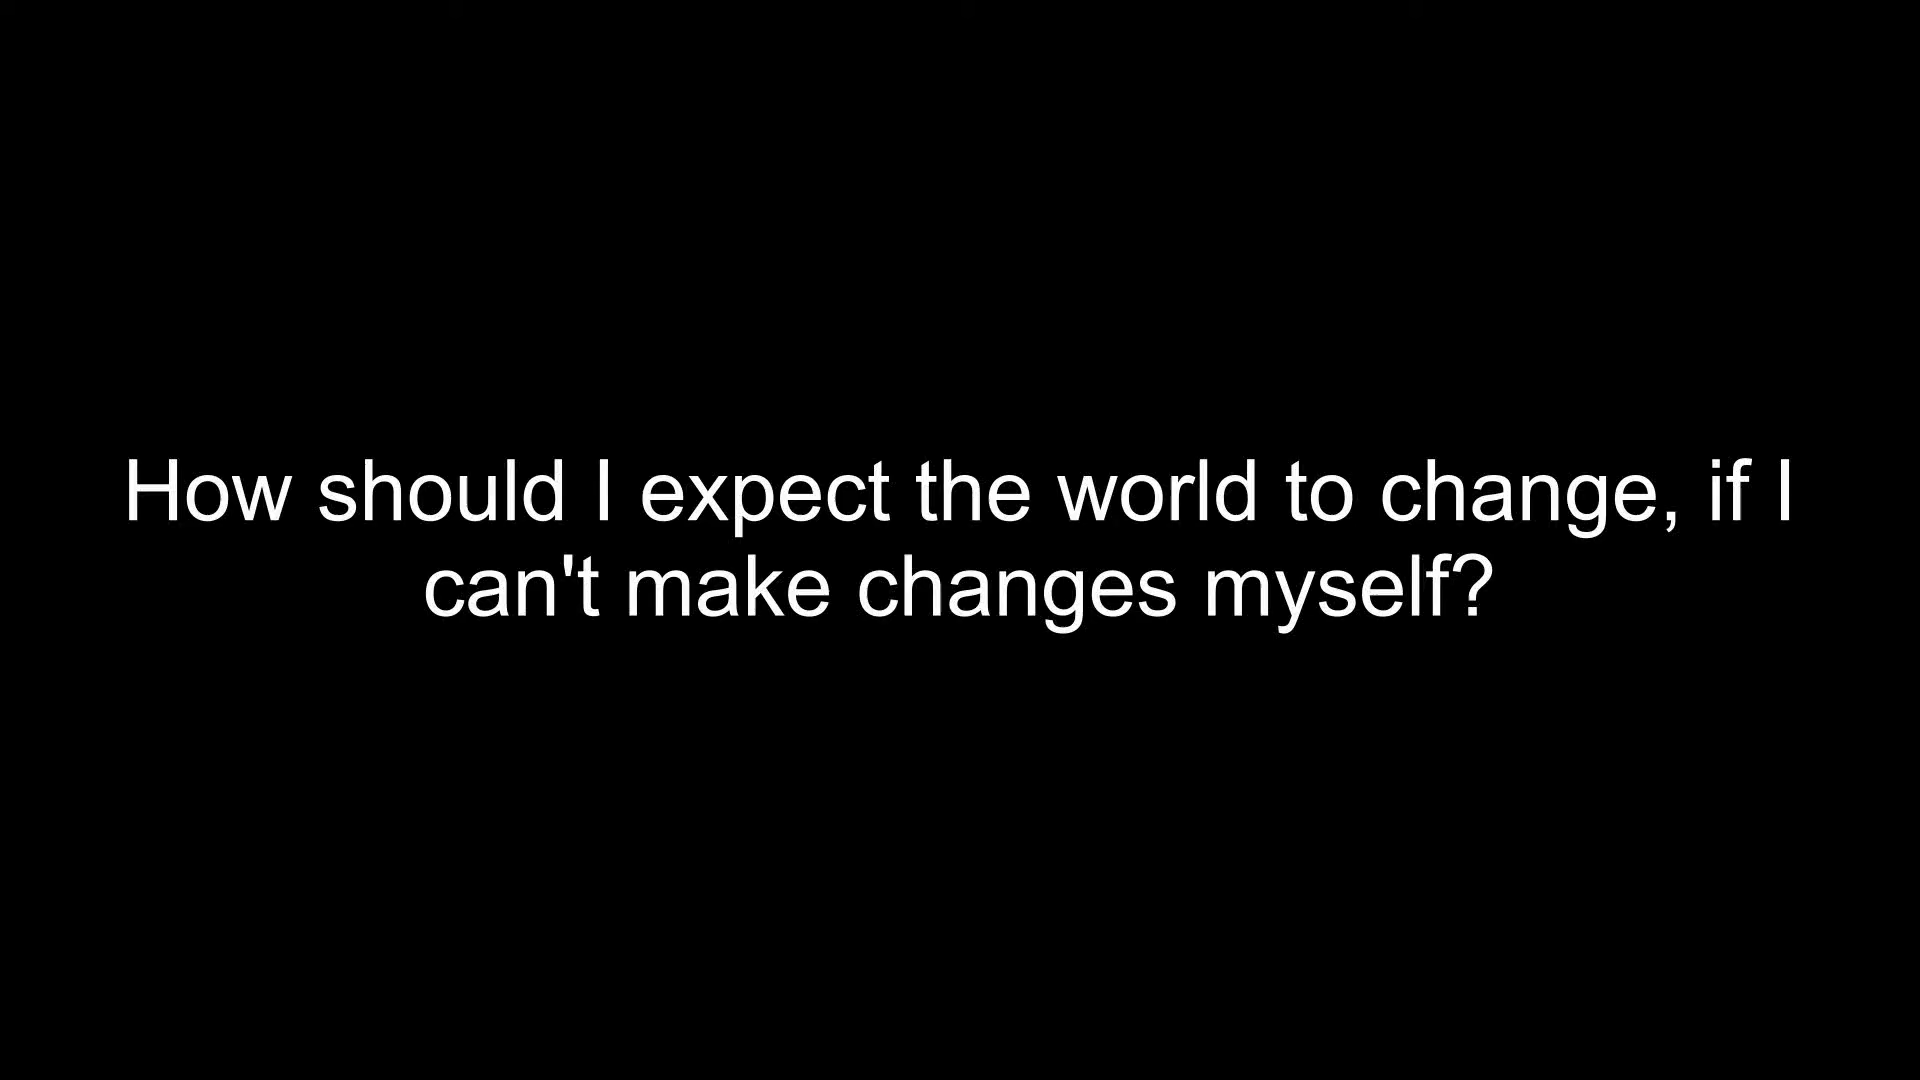 How should I expect the world to change, if I
can't make changes myself?